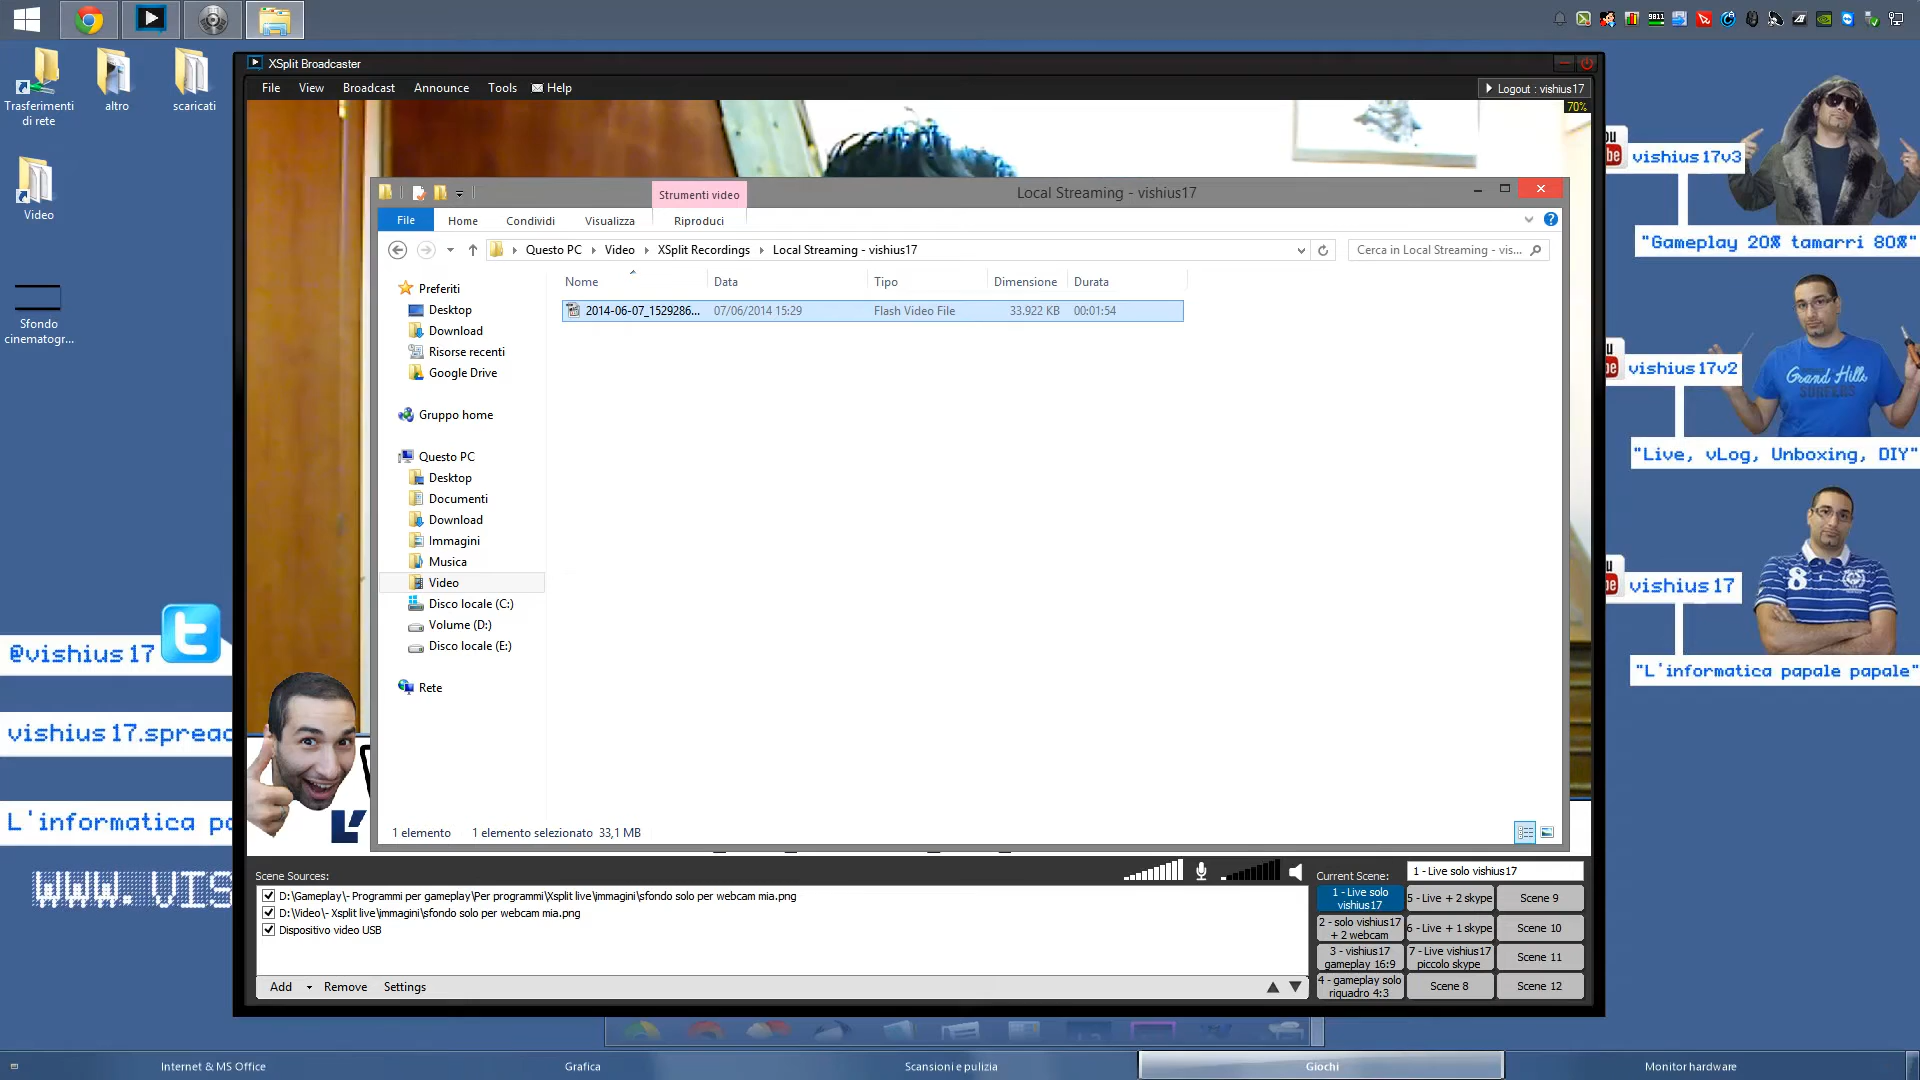 Trasferimenti
di rete
altro
scaricati
Video
Sfondo
cinematogr...
@vishius17
L'informatica
XSplit Broadcaster
File View Broadcast Announce Tools Help
Logout : vishius17
70%
Strumenti video
Local Streaming - vishius17
File Home Condividi Visualizza Riproduci
Questo PC Video XSplit Recordings Local Streaming - vishius17
Cerca in Local Streaming - vis...
Nome Data Tipo Dimensione Durata
2014-06-07_1529286... 07/06/2014 15:29 Flash Video File 33.922 KB 00:01:54
Preferiti
Desktop
Download
Risorse recenti
Google Drive
Gruppo home
Questo PC
Desktop
Documenti
Download
Immagini
Musica
Video
Disco locale (C:)
Volume (D:)
Disco locale (E:)
Rete
1 elemento 1 elemento selezionato 33,1 MB
Scene Sources:
D:\Gameplay\- Programmi per gameplay\Per programmi\Xsplit live\immagini\sfondo solo per webcam mia.png
D:\Video\- Xsplit live\immagini\sfondo solo per webcam mia.png
Dispositivo video USB
Add Remove Settings
Current Scene: 1 - Live solo vishius17
1 - Live solo
vishius17
5 - Live + 2 skype
Scene 9
2 - solo vishius17
+ 2 webcam
6 - Live + 1 skype
Scene 10
3 - vishius17
gameplay 16:9
7 - Live vishius17
piccolo skype
Scene 11
4 - gameplay solo
riquadro 4:3
Scene 8
Scene 12
9811
vishius17v3
"Gameplay 20% tamarri 80%"
vishius17v2
Grand Hills
"Live, vLog, Unboxing, DIY"
vishius17
8
"L'informatica papale papale"
vishius17.spreac
www.vis
Internet & MS Office Grafica Scansioni e pulizia Giochi Monitor hardware